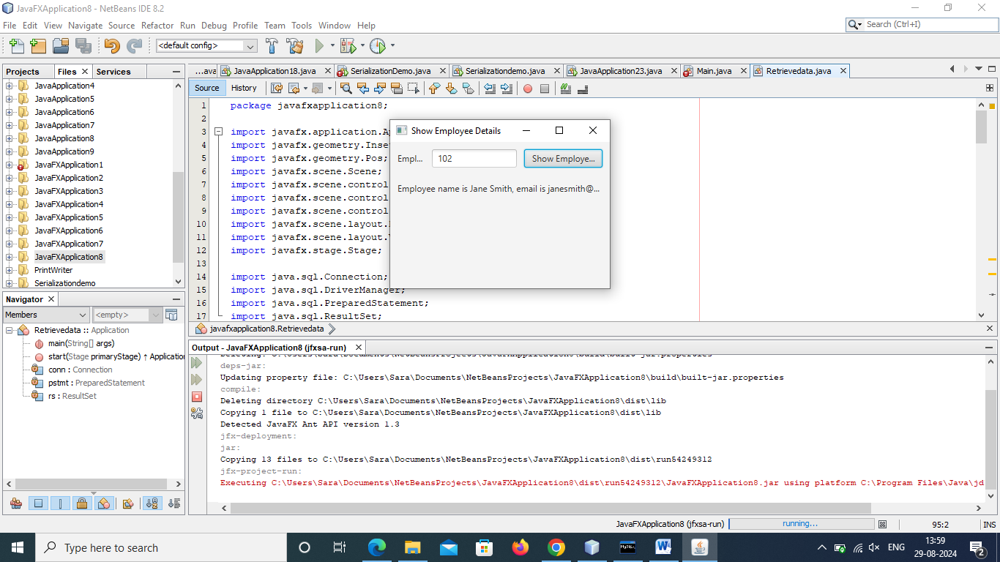 JavaFXApplication8 - NetBeans IDE 8.2
File Edit View Navigate Source Refactor Run Debug Profile Team Tools Window Help
Search (Ctrl+I)
<default config>
Projects Files Services
JavaApplication4
JavaApplication5
JavaApplication6
JavaApplication7
JavaApplication8
JavaApplication9
JavaFXApplication1
JavaFXApplication2
JavaFXApplication3
JavaFXApplication4
JavaFXApplication5
JavaFXApplication6
JavaFXApplication7
JavaFXApplication8
PrintWriter
Serializationdemo
Navigator
Members <empty>
Retrievedata :: Application
main(String[] args)
start(Stage primaryStage) ↑ Application
conn : Connection
pstmt : PreparedStatement
rs : ResultSet
...ava JavaApplication18.java SerializationDemo.java Serializationdemo.java JavaApplication23.java Main.java Retrievedata.java
Source History
1 package javafxapplication8;
2
3 import javafx.application.A
4 import javafx.geometry.Inse
5 import javafx.geometry.Pos;
6 import javafx.scene.Scene;
7 import javafx.scene.control
8 import javafx.scene.control
9 import javafx.scene.control
10 import javafx.scene.layout.
11 import javafx.scene.layout.
12 import javafx.stage.Stage;
13
14 import java.sql.Connection;
15 import java.sql.DriverManager;
16 import java.sql.PreparedStatement;
17 import java.sql.ResultSet;
Show Employee Details
Empl... 102 Show Employe...
Employee name is Jane Smith, email is janesmith@...
javafxapplication8.Retrievedata
Output - JavaFXApplication8 (jfxsa-run)
Deleting: C:\Users\Sara\Documents\NetBeansProjects\JavaFXApplication8\build\built-jar.properties
deps-jar:
Updating property file: C:\Users\Sara\Documents\NetBeansProjects\JavaFXApplication8\build\built-jar.properties
compile:
Deleting directory C:\Users\Sara\Documents\NetBeansProjects\JavaFXApplication8\dist\lib
Copying 1 file to C:\Users\Sara\Documents\NetBeansProjects\JavaFXApplication8\dist\lib
Detected JavaFX Ant API version 1.3
jfx-deployment:
jar:
Copying 13 files to C:\Users\Sara\Documents\NetBeansProjects\JavaFXApplication8\dist\run54249312
jfx-project-run:
Executing C:\Users\Sara\Documents\NetBeansProjects\JavaFXApplication8\dist\run54249312\JavaFXApplication8.jar using platform C:\Program Files\Java\jd
JavaFXApplication8 (jfxsa-run) running... 95:2 INS
Type here to search
MySQL
ENG
13:59
29-08-2024
2